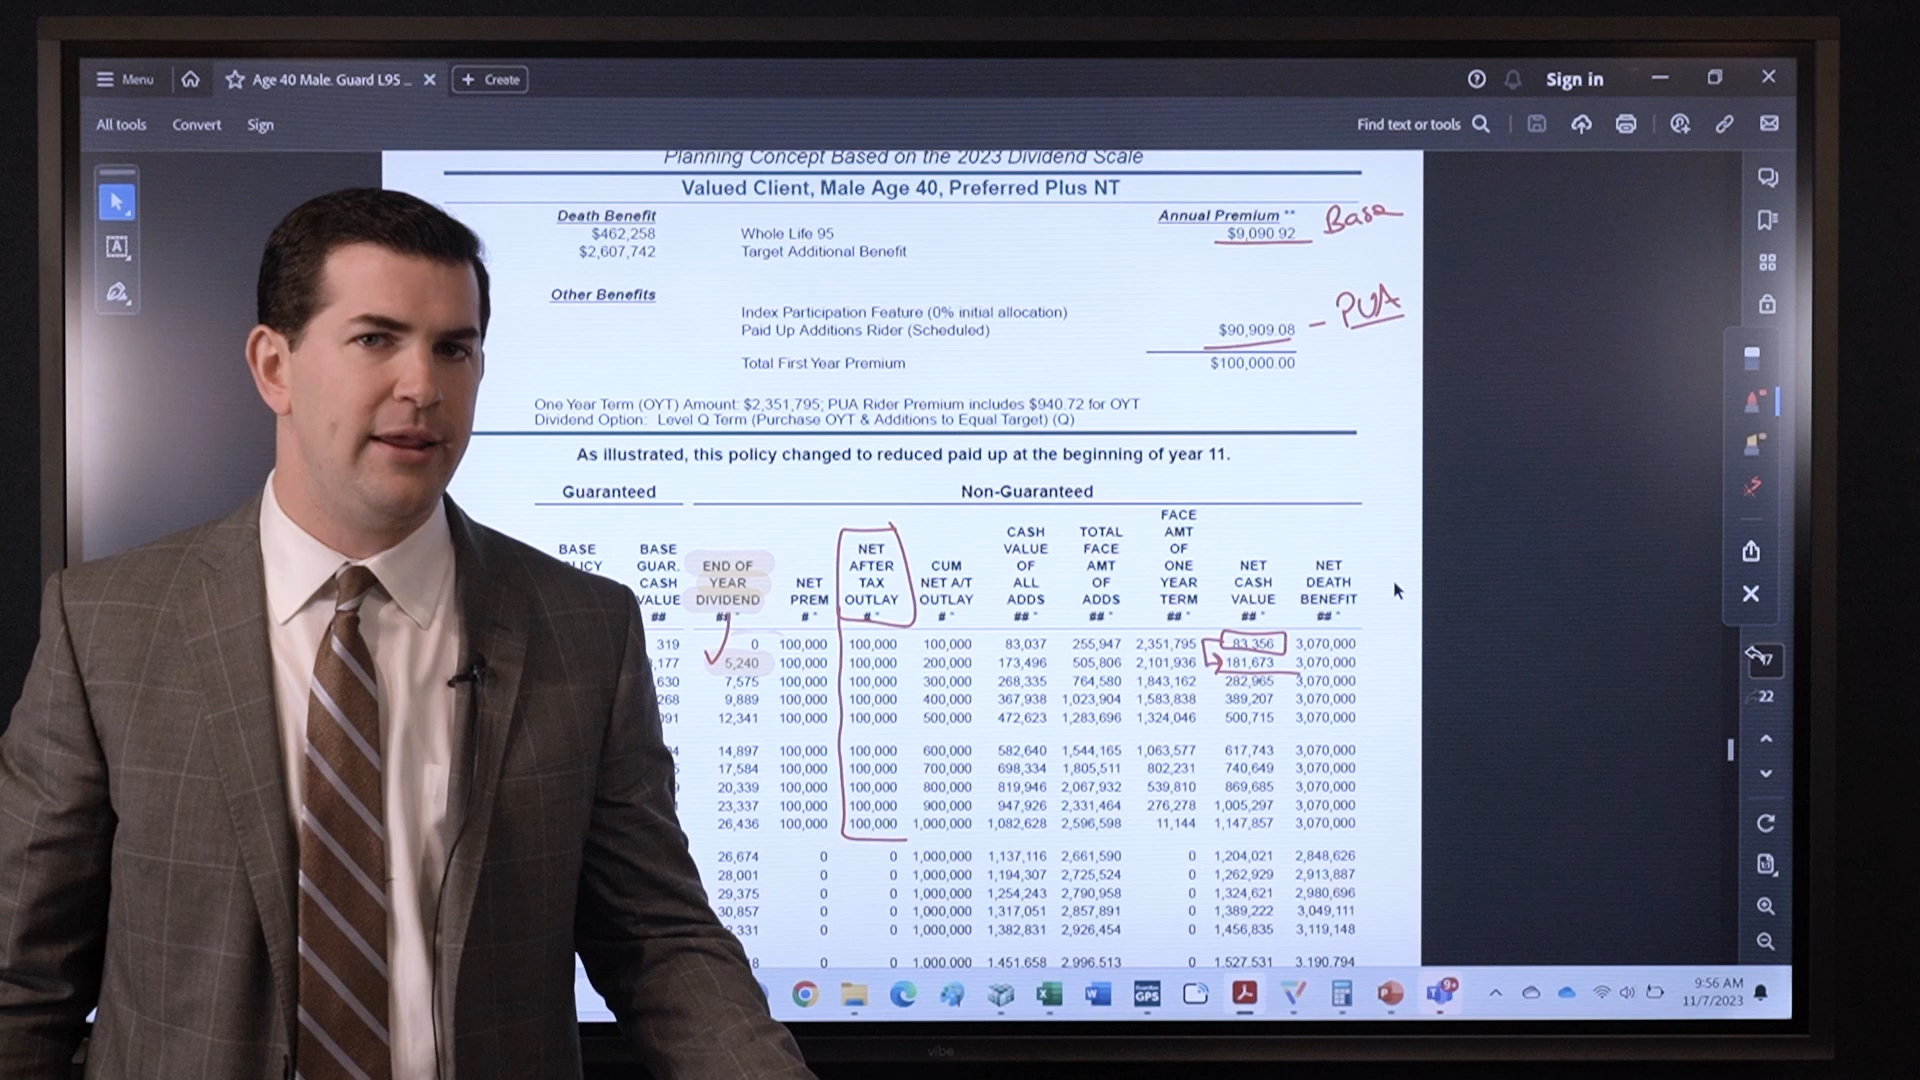 Menu Age 40 Male. Guard L95 ... Create Sign in
All tools Convert Sign Find text or tools
Planning Concept Based on the 2023 Dividend Scale
Valued Client, Male Age 40, Preferred Plus NT
Death Benefit Annual Premium ** Base
$462,258 Whole Life 95 $9,090.92
$2,607,742 Target Additional Benefit
Other Benefits
Index Participation Feature (0% initial allocation)
Paid Up Additions Rider (Scheduled) $90,909.08 – PUA
Total First Year Premium $100,000.00
One Year Term (OYT) Amount: $2,351,795; PUA Rider Premium includes $940.72 for OYT
Dividend Option: Level Q Term (Purchase OYT & Additions to Equal Target) (Q)
As illustrated, this policy changed to reduced paid up at the beginning of year 11.
Guaranteed Non-Guaranteed
FACE
CASH TOTAL AMT
BASE BASE NET VALUE FACE OF NET NET
LICY GUAR. END OF AFTER CUM OF AMT ONE CASH DEATH
CASH YEAR NET TAX NET A/T ALL OF YEAR VALUE BENEFIT
VALUE DIVIDEND PREM OUTLAY OUTLAY ADDS ADDS TERM
## ## * # * # * # * ## * ## * ## * ## * ## *
319 0 100,000 100,000 100,000 83,037 255,947 2,351,795 83,356 3,070,000
,177 5,240 100,000 100,000 200,000 173,496 505,806 2,101,936 181,673 3,070,000
630 7,575 100,000 100,000 300,000 268,335 764,580 1,843,162 282,965 3,070,000
268 9,889 100,000 100,000 400,000 367,938 1,023,904 1,583,838 389,207 3,070,000
091 12,341 100,000 100,000 500,000 472,623 1,283,696 1,324,046 500,715 3,070,000
4 14,897 100,000 100,000 600,000 582,640 1,544,165 1,063,577 617,743 3,070,000
17,584 100,000 100,000 700,000 698,334 1,805,511 802,231 740,649 3,070,000
20,339 100,000 100,000 800,000 819,946 2,067,932 539,810 869,685 3,070,000
23,337 100,000 100,000 900,000 947,926 2,331,464 276,278 1,005,297 3,070,000
26,436 100,000 100,000 1,000,000 1,082,628 2,596,598 11,144 1,147,857 3,070,000
26,674 0 0 1,000,000 1,137,116 2,661,590 0 1,204,021 2,848,626
28,001 0 0 1,000,000 1,194,307 2,725,524 0 1,262,929 2,913,887
29,375 0 0 1,000,000 1,254,243 2,790,958 0 1,324,621 2,980,696
30,857 0 0 1,000,000 1,317,051 2,857,891 0 1,389,222 3,049,111
331 0 0 1,000,000 1,382,831 2,926,454 0 1,456,835 3,119,148
8 0 0 1,000,000 1,451,658 2,996,513 0 1,527,531 3,190,794
17
22
GPS 9+ 9:56 AM
11/7/2023
vibe